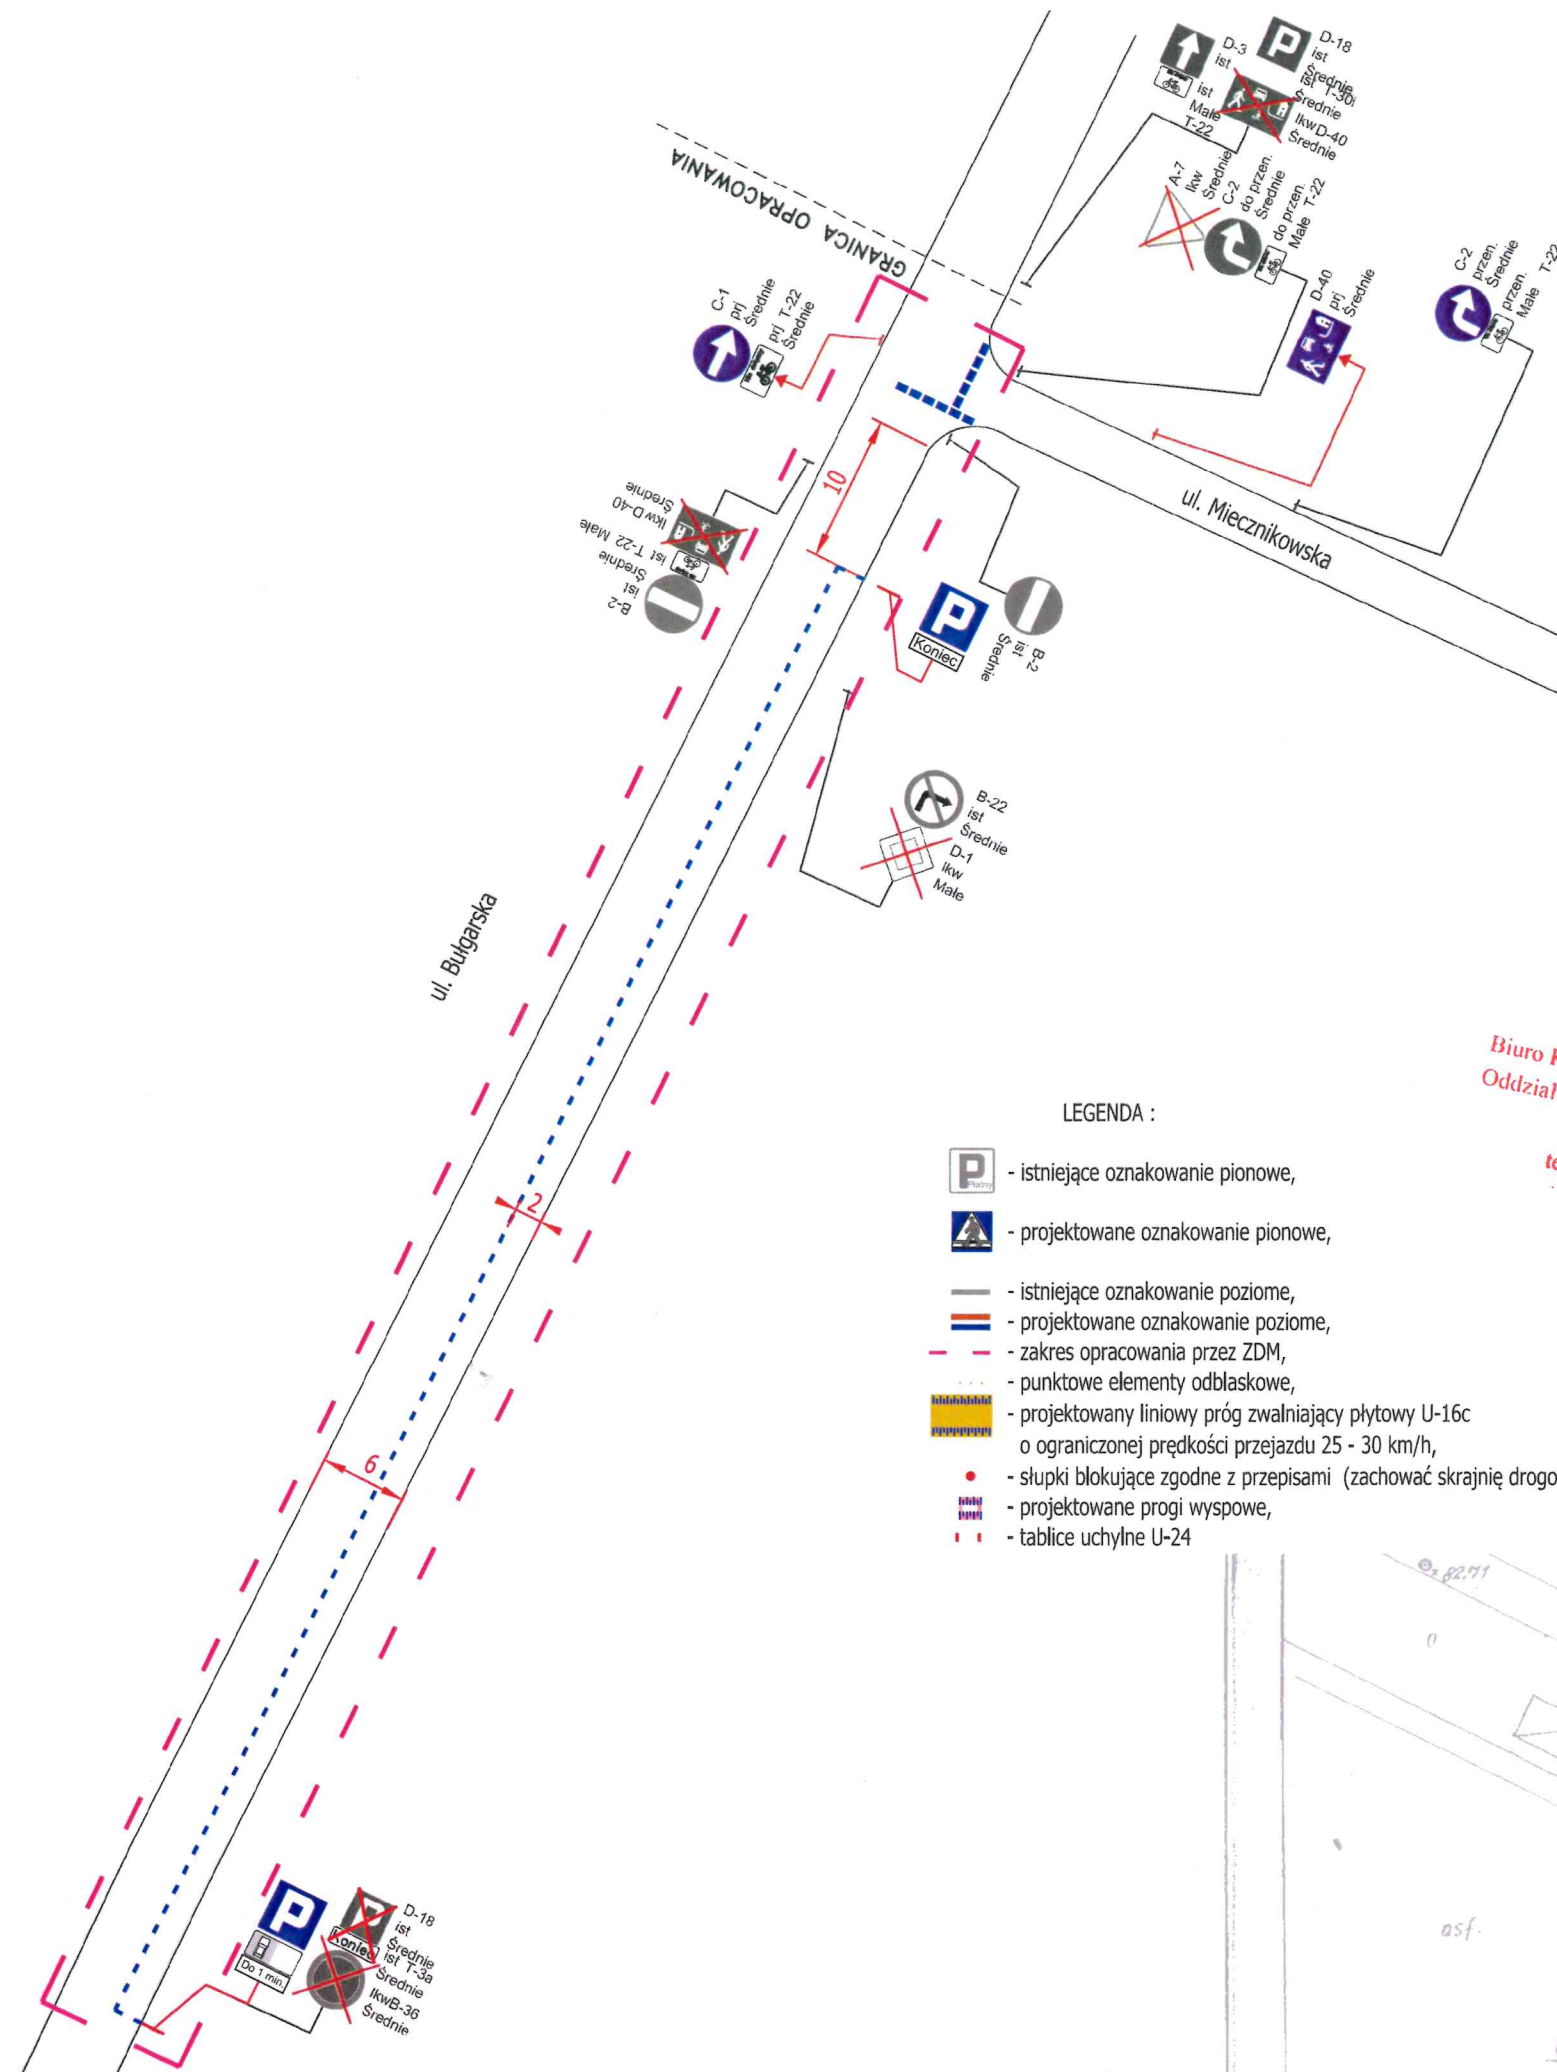 D-3
ist
ist
Małe
T-22
D-18
ist
Średnie
ist T-30i
Średnie
lkwD-40
Średnie
GRANICA OPRACOWANIA
A-7
lkw
Średnie
C-2
do przen.
Średnie
do przen.
Małe T-22
D-40
prj
Średnie
C-2
przen.
Średnie
przen.
Małe T-22
C-1
prj
Średnie
prj T-22
Średnie
10
ul. Miecznikowska
Średnie
lkwD-40
ist T-22 Małe
Średnie
ist
B-2
P
Koniec
B-2
ist
Średnie
B-22
ist
Średnie
D-1
lkw
Małe
ul. Bułgarska
2
6
Biuro
Oddział
LEGENDA :
P
Płatny
- istniejące oznakowanie pionowe,
- projektowane oznakowanie pionowe,
- istniejące oznakowanie poziome,
- projektowane oznakowanie poziome,
- zakres opracowania przez ZDM,
- punktowe elementy odblaskowe,
- projektowany liniowy próg zwalniający płytowy U-16c
o ograniczonej prędkości przejazdu 25 - 30 km/h,
- słupki blokujące zgodne z przepisami (zachować skrajnię drogo
- projektowane progi wyspowe,
- tablice uchylne U-24
82.71
asf.
P
Do 1 min.
Koniec
D-18
ist
Średnie
ist T-3a
Średnie
lkwB-36
Średnie